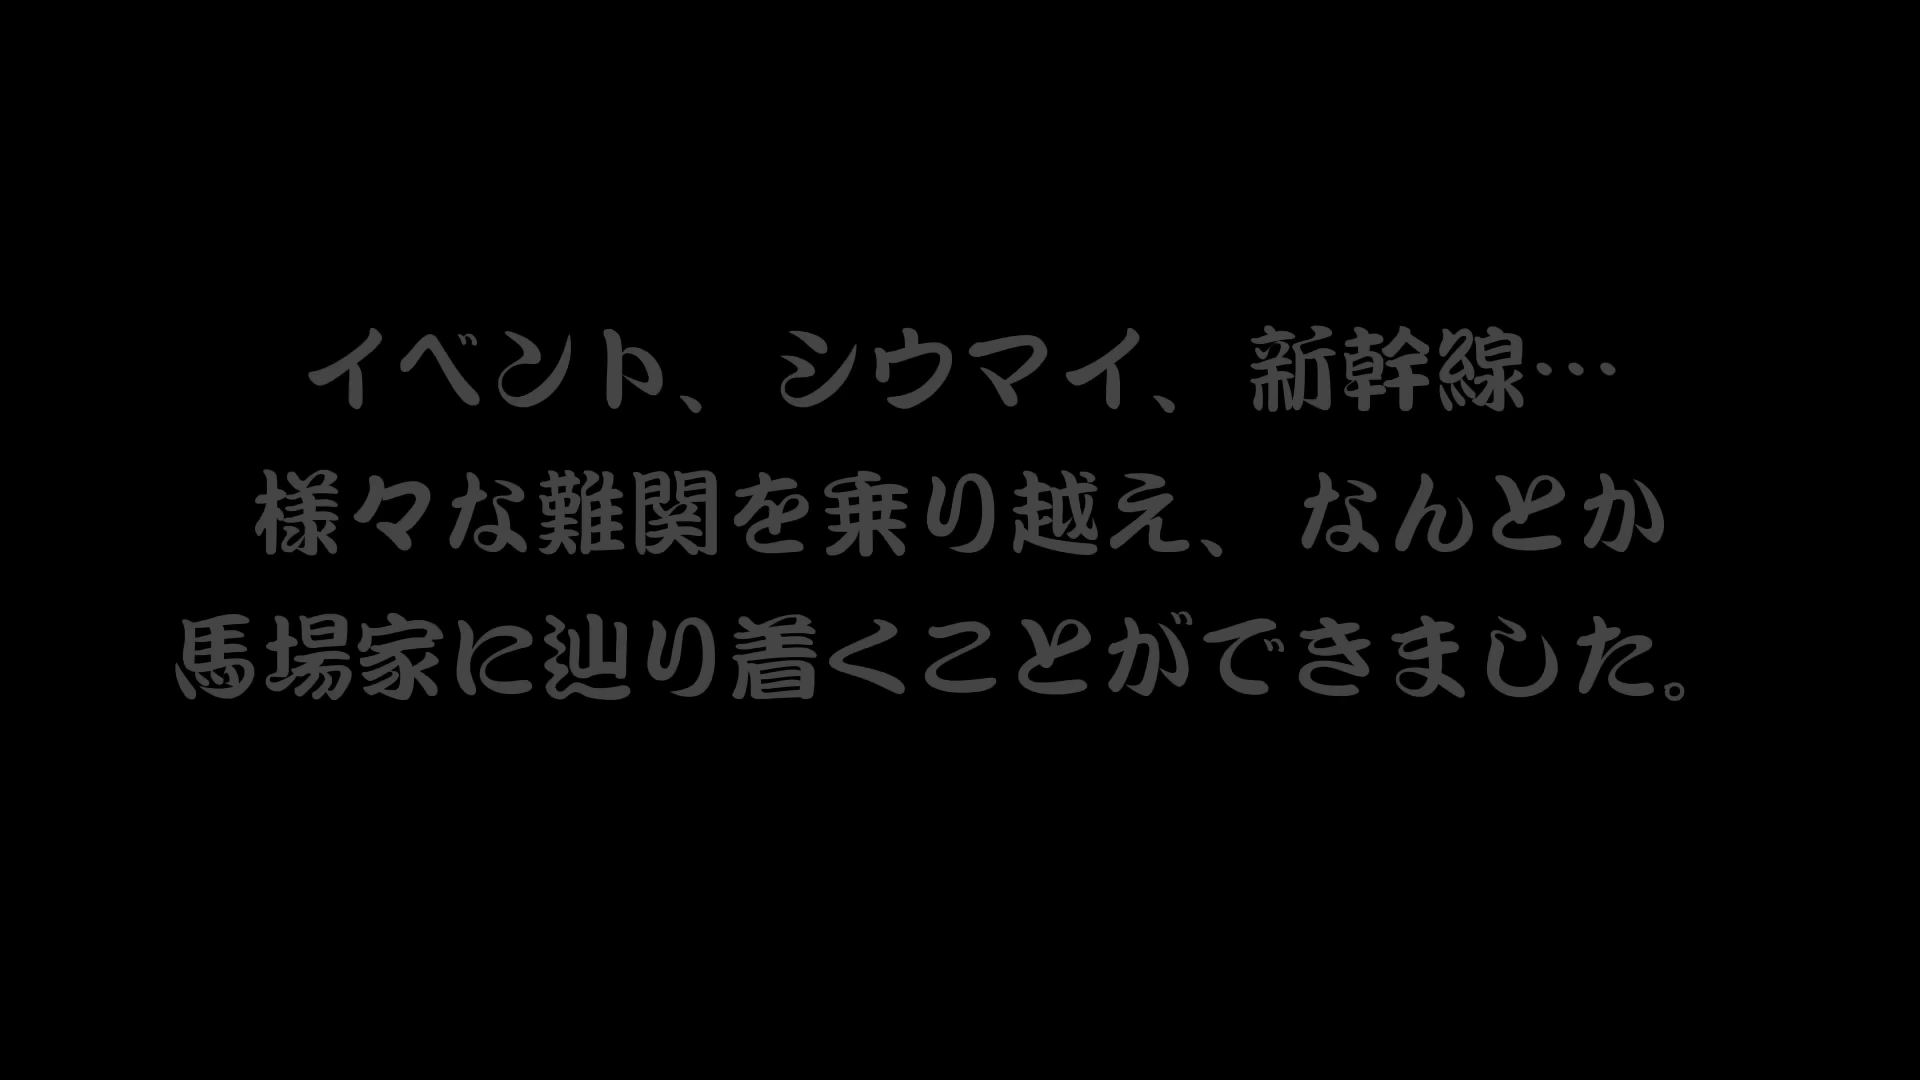 イベント、シウマイ、新幹線…
様々な難関を乗り越え、なんとか
馬場家に辿り着くことができました。